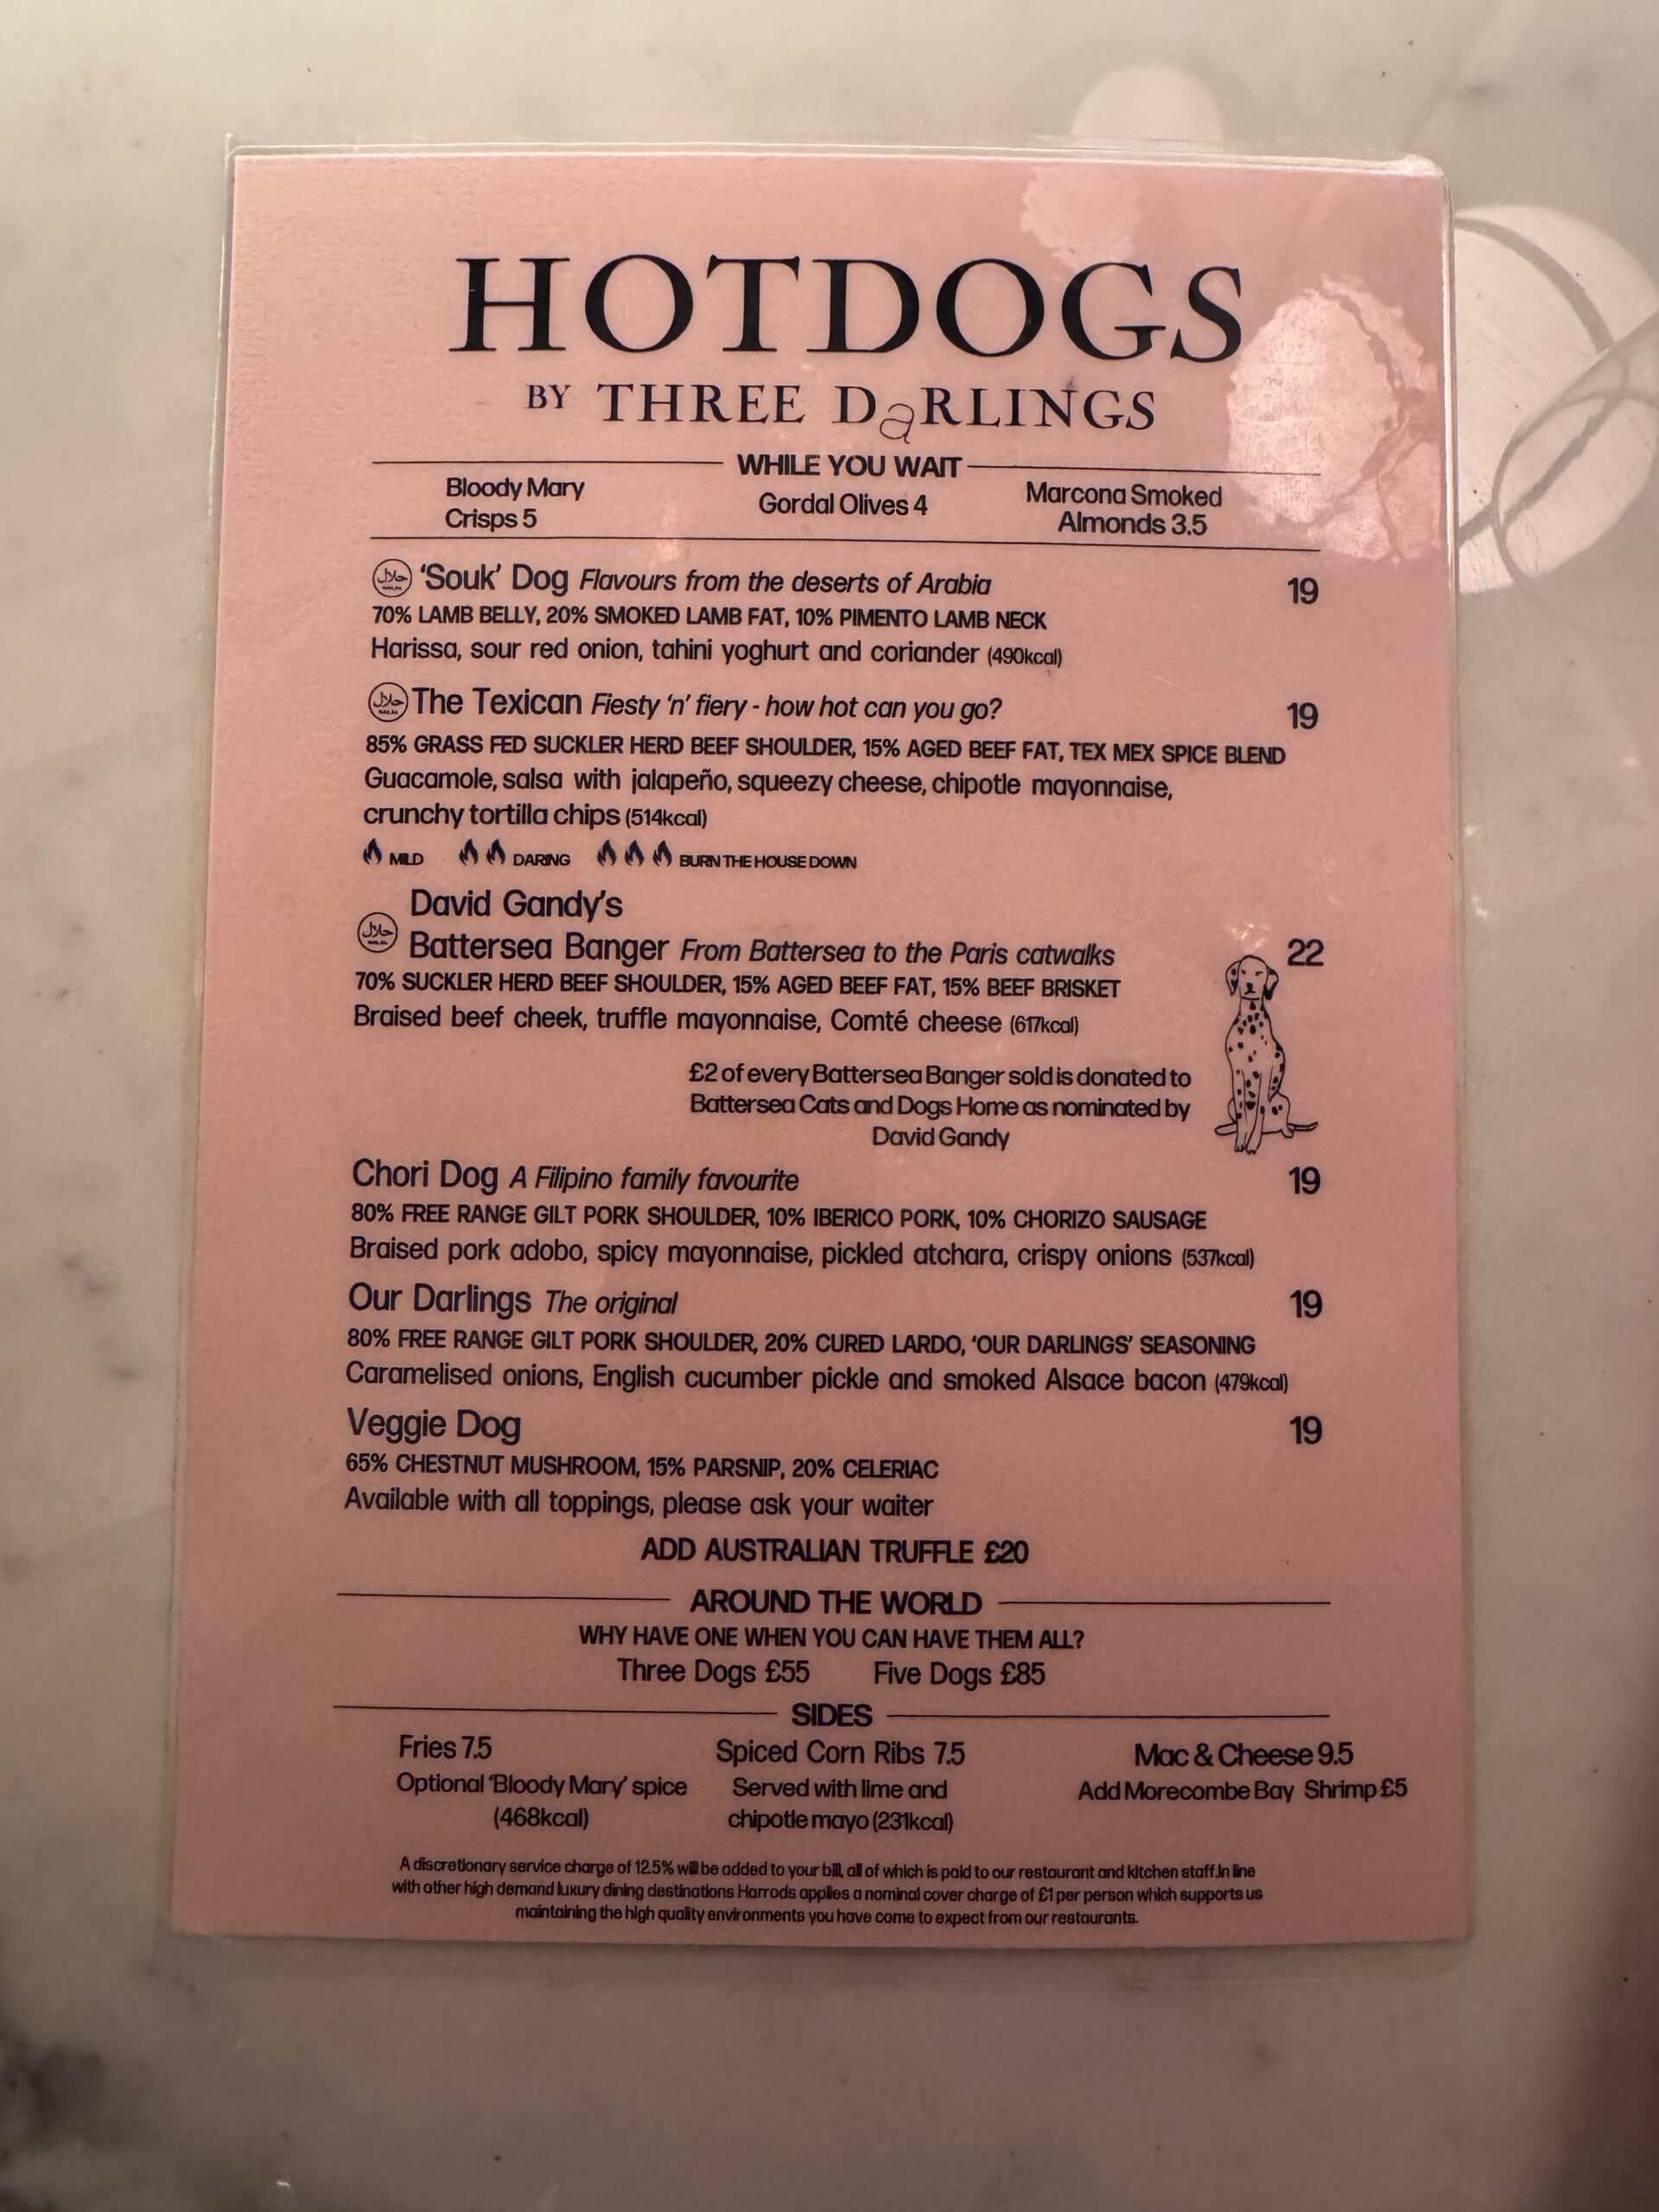 HOTDOGS
BY THREE DaRLINGS
WHILE YOU WAIT
Bloody Mary
Crisps 5
Gordal Olives 4
Marcona Smoked
Almonds 3.5
حلال
HALAL
'Souk' Dog Flavours from the deserts of Arabia 19
70% LAMB BELLY, 20% SMOKED LAMB FAT, 10% PIMENTO LAMB NECK
Harissa, sour red onion, tahini yoghurt and coriander (490kcal)
حلال
HALAL
The Texican Fiesty 'n' fiery - how hot can you go? 19
85% GRASS FED SUCKLER HERD BEEF SHOULDER, 15% AGED BEEF FAT, TEX MEX SPICE BLEND
Guacamole, salsa with jalapeño, squeezy cheese, chipotle mayonnaise,
crunchy tortilla chips (514kcal)
MILD DARING BURN THE HOUSE DOWN
David Gandy's
حلال
HALAL
Battersea Banger From Battersea to the Paris catwalks 22
70% SUCKLER HERD BEEF SHOULDER, 15% AGED BEEF FAT, 15% BEEF BRISKET
Braised beef cheek, truffle mayonnaise, Comté cheese (617kcal)
£2 of every Battersea Banger sold is donated to
Battersea Cats and Dogs Home as nominated by
David Gandy
Chori Dog A Filipino family favourite 19
80% FREE RANGE GILT PORK SHOULDER, 10% IBERICO PORK, 10% CHORIZO SAUSAGE
Braised pork adobo, spicy mayonnaise, pickled atchara, crispy onions (537kcal)
Our Darlings The original 19
80% FREE RANGE GILT PORK SHOULDER, 20% CURED LARDO, 'OUR DARLINGS' SEASONING
Caramelised onions, English cucumber pickle and smoked Alsace bacon (479kcal)
Veggie Dog 19
65% CHESTNUT MUSHROOM, 15% PARSNIP, 20% CELERIAC
Available with all toppings, please ask your waiter
ADD AUSTRALIAN TRUFFLE £20
AROUND THE WORLD
WHY HAVE ONE WHEN YOU CAN HAVE THEM ALL?
Three Dogs £55 Five Dogs £85
SIDES
Fries 7.5
Optional 'Bloody Mary' spice
(468kcal)
Spiced Corn Ribs 7.5
Served with lime and
chipotle mayo (231kcal)
Mac & Cheese 9.5
Add Morecombe Bay Shrimp £5
A discretionary service charge of 12.5% will be added to your bill, all of which is paid to our restaurant and kitchen staff.In line
with other high demand luxury dining destinations Harrods applies a nominal cover charge of £1 per person which supports us
maintaining the high quality environments you have come to expect from our restaurants.